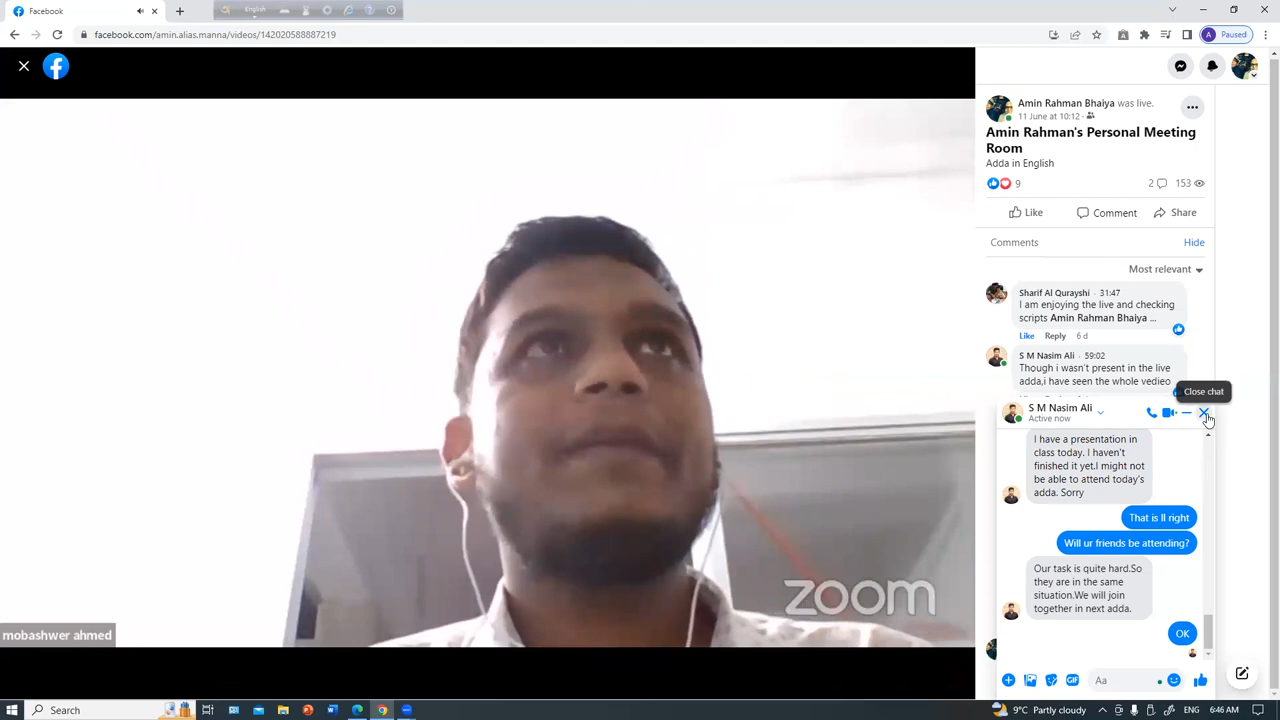 Facebook
English
facebook.com/amin.alias.manna/videos/142020588887219
A Paused
Amin Rahman Bhaiya was live.
11 June at 10:12 ·
Amin Rahman's Personal Meeting
Room
Adda in English
9
2
153
Like
Comment
Share
Comments
Hide
Most relevant
Sharif Al Qurayshi · 31:47
I am enjoying the live and checking
scripts Amin Rahman Bhaiya ...
Like Reply 6 d
S M Nasim Ali · 59:02
Though i wasn't present in the live
adda,i have seen the whole vedieo
Close chat
S M Nasim Ali
Active now
I have a presentation in
class today. I haven't
finished it yet.I might not
be able to attend today's
adda. Sorry
That is ll right
Will ur friends be attending?
Our task is quite hard.So
they are in the same
situation.We will join
together in next adda.
OK
GIF
Aa
zoom
mobashwer ahmed
Search
9°C Partly cloudy
ENG
6:46 AM